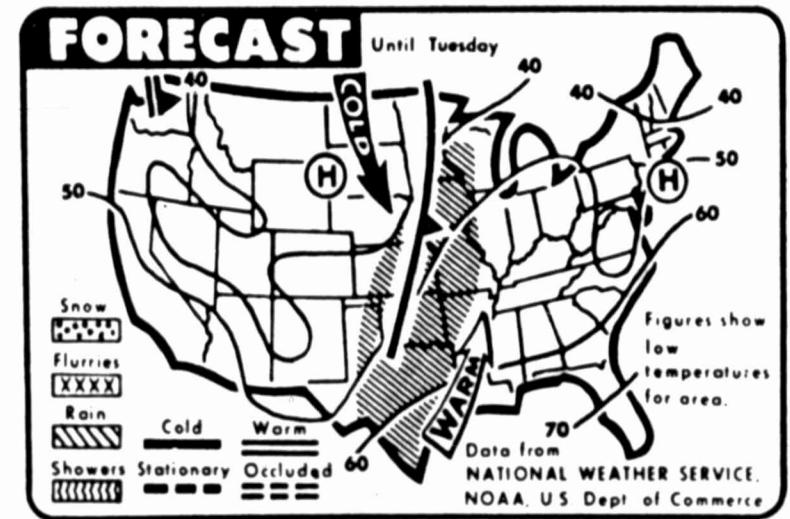 FORECAST
Until Tuesday
40
COLD
40
40
40
H
50
H
50
60
Snow
Flurries
XXXX
Rain
Showers
Cold
Stationary
Warm
Occluded
60
WARM
70
Figures show
low
temperatures
for area.
Data from
NATIONAL WEATHER SERVICE,
NOAA, U S Dept of Commerce